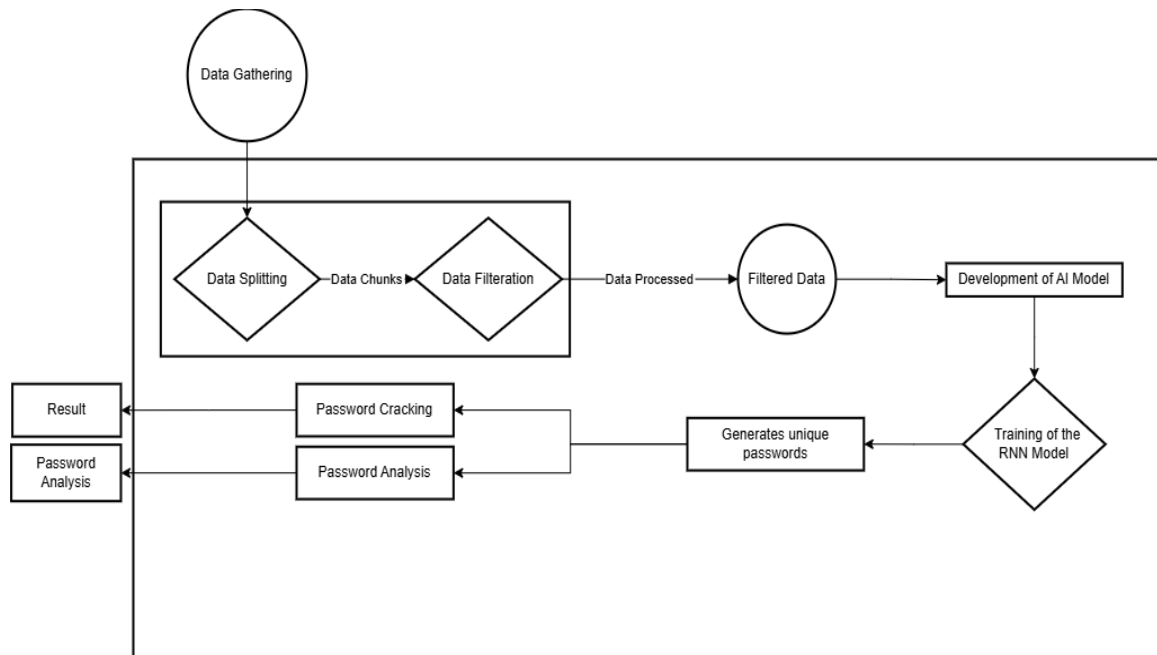 Data Gathering
Data Splitting
Data Chunks
Data Filteration
Data Processed
Filtered Data
Development of AI Model
Training of the
RNN Model
Generates unique
passwords
Password Cracking
Result
Password Analysis
Password
Analysis